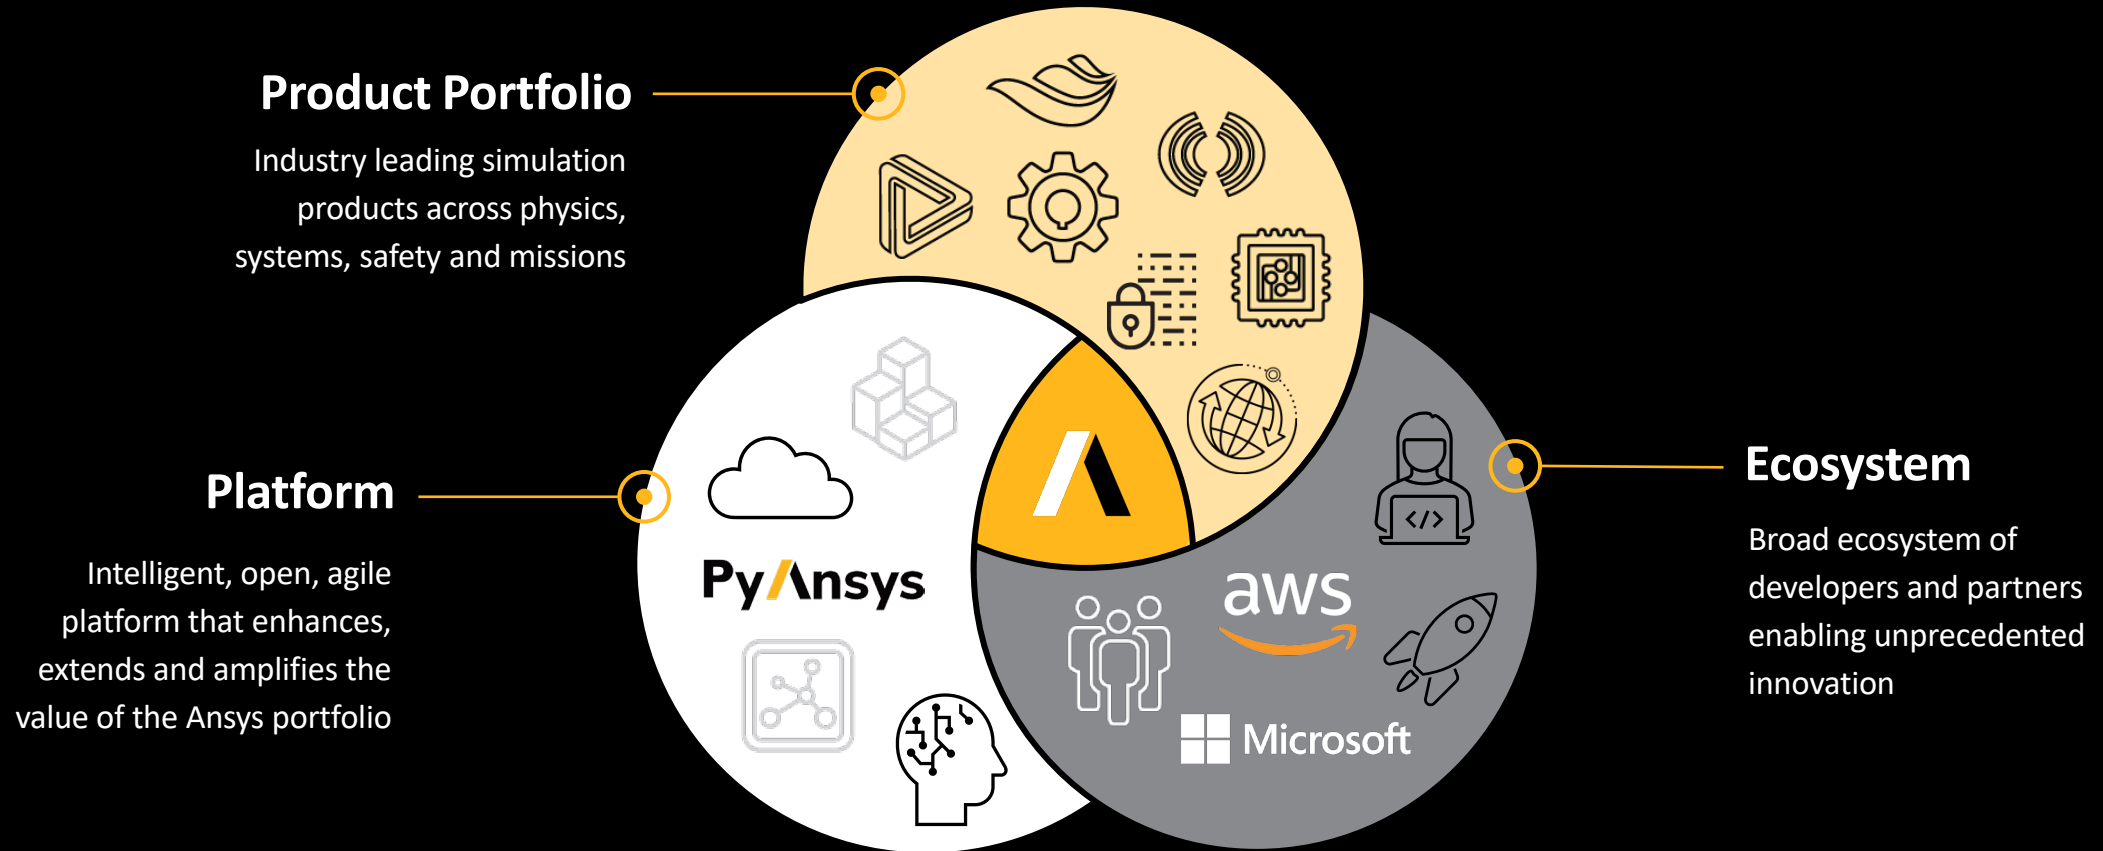 Product Portfolio
Industry leading simulation
products across physics,
systems, safety and missions
Platform
Intelligent, open, agile
platform that enhances,
extends and amplifies the
value of the Ansys portfolio
PyAnsys
</>
aws
Microsoft
Ecosystem
Broad ecosystem of
developers and partners
enabling unprecedented
innovation